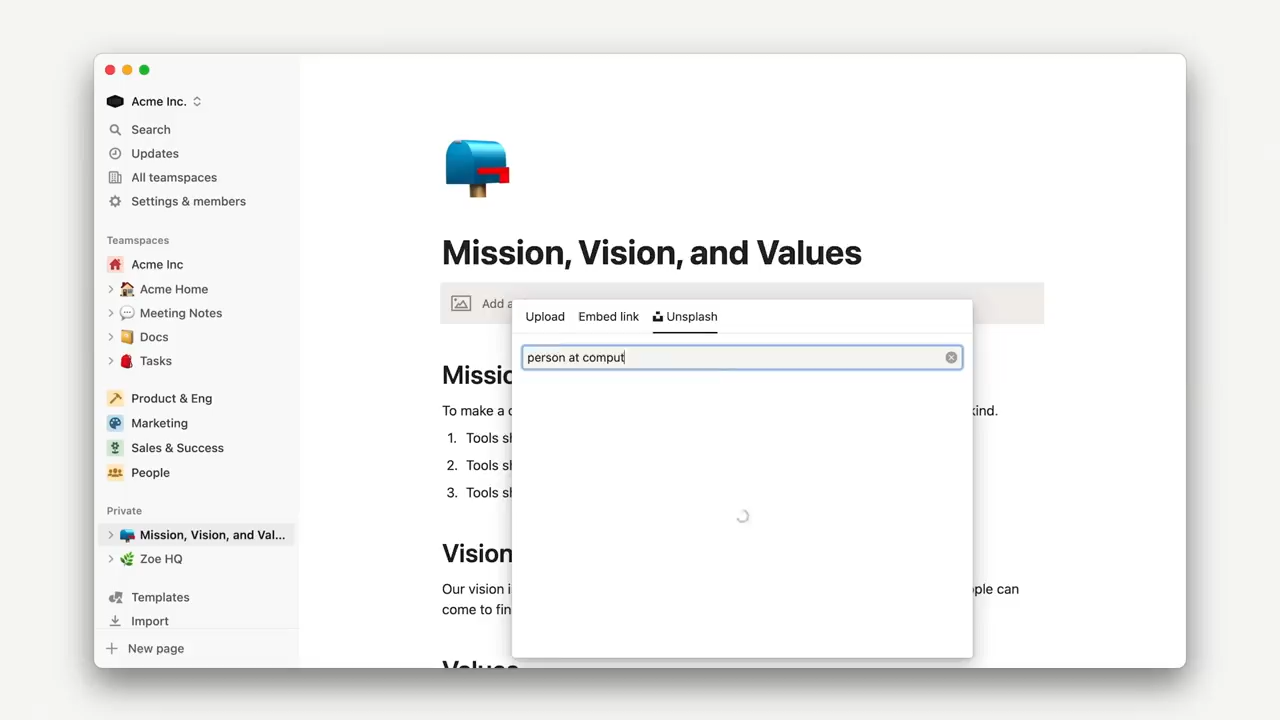 Acme Inc.
Search
Updates
All teamspaces
Settings & members
Teamspaces
Acme Inc
Acme Home
Meeting Notes
Docs
Tasks
Product & Eng
Marketing
Sales & Success
People
Private
Mission, Vision, and Val...
Zoe HQ
Templates
Import
New page
Mission, Vision, and Values
Add a
Upload Embed link Unsplash
person at comput
Missio
To make a kind.
1. Tools sh
2. Tools sh
3. Tools sh
Vision
Our vision i ple can
come to fin
Values